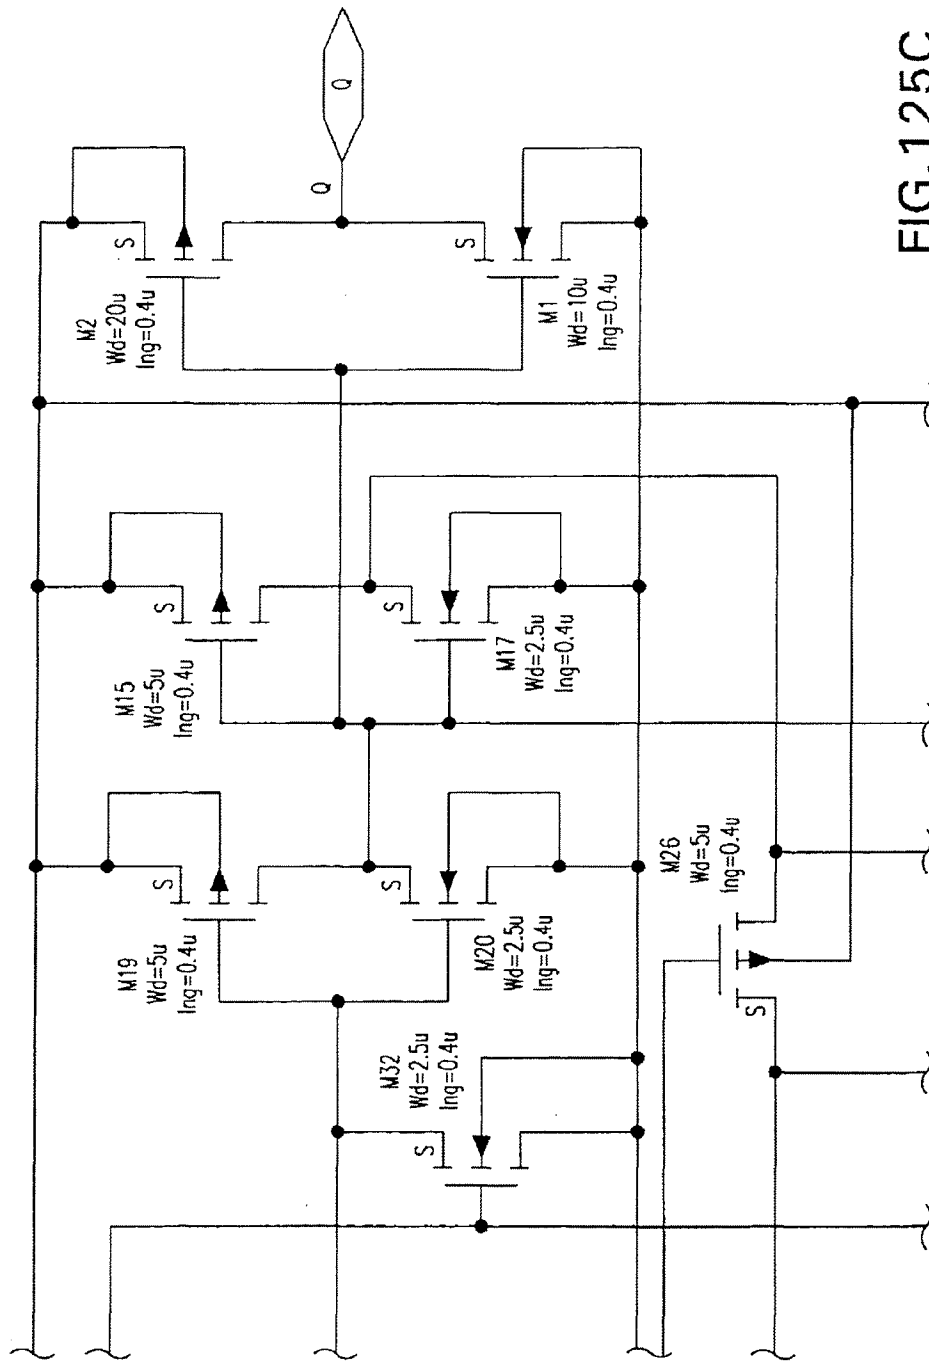 Q
Q
S
M2
Wd=20u
lng=0.4u
S
M1
Wd=10u
lng=0.4u
S
M15
Wd=5u
lng=0.4u
S
M17
Wd=2.5u
lng=0.4u
S
M19
Wd=5u
lng=0.4u
S
M20
Wd=2.5u
lng=0.4u
M26
Wd=5u
lng=0.4u
S
M32
Wd=2.5u
lng=0.4u
S
FIG.125C